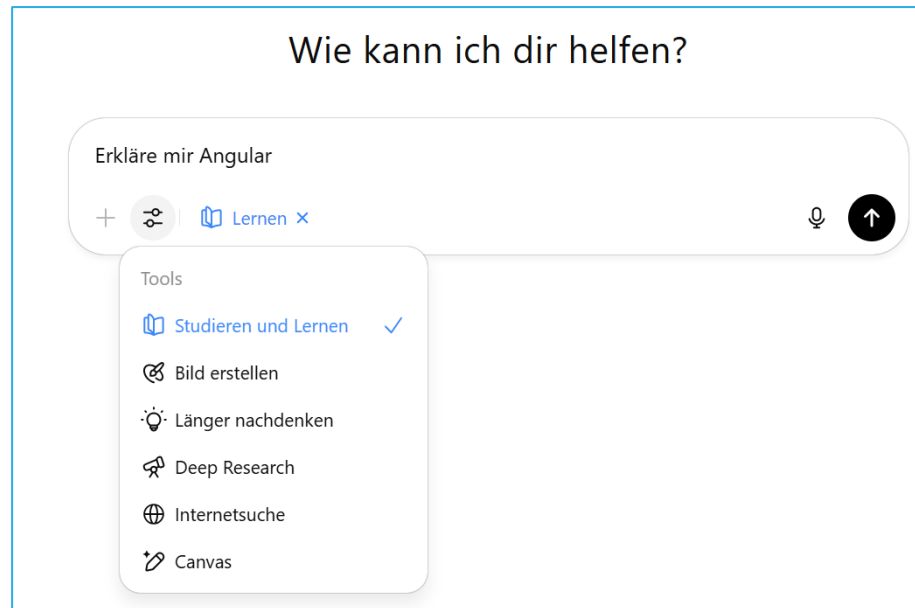 Wie kann ich dir helfen?
Erkläre mir Angular
Lernen
Tools
Studieren und Lernen
Bild erstellen
Länger nachdenken
Deep Research
Internetsuche
Canvas